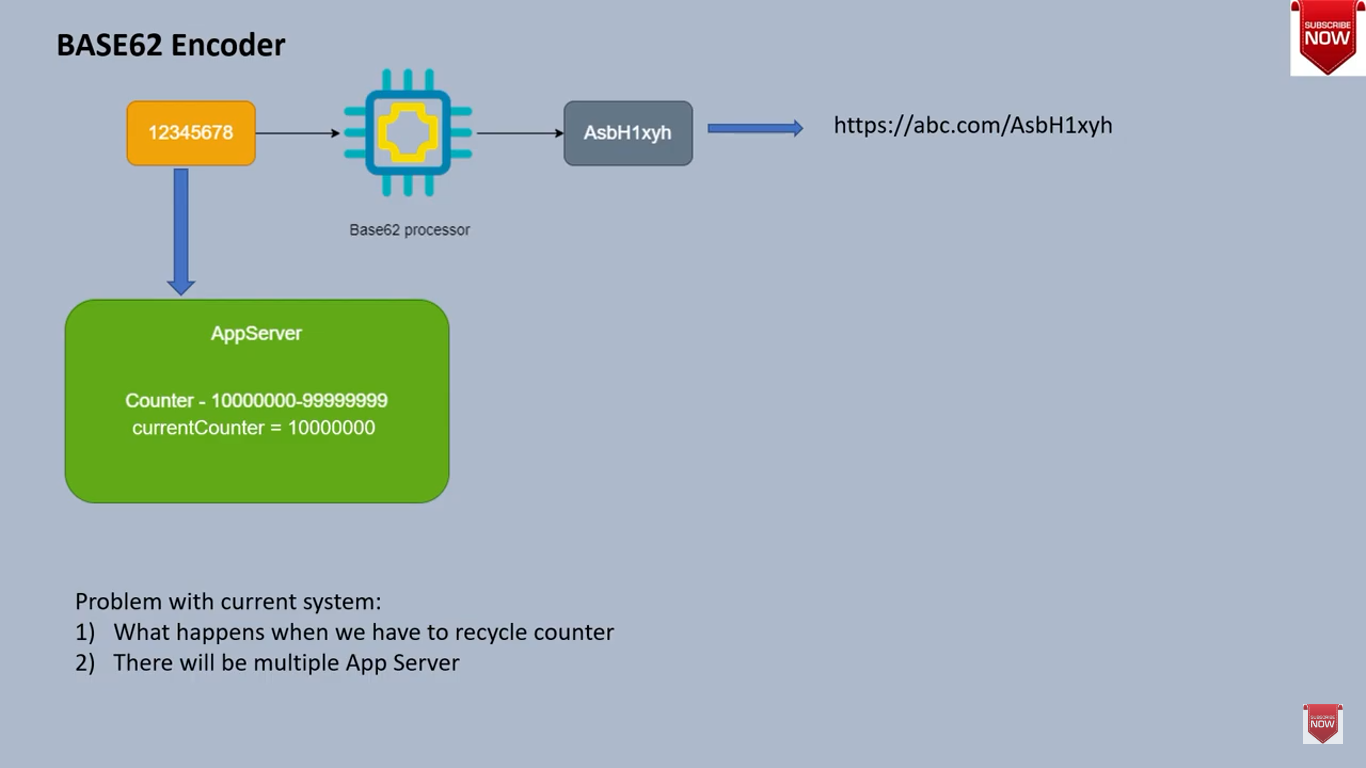 BASE62 Encoder
SUBSCRIBE
NOW
12345678
AsbH1xyh
https://abc.com/AsbH1xyh
Base62 processor
AppServer
Counter - 10000000-99999999
currentCounter = 10000000
Problem with current system:
1) What happens when we have to recycle counter
2) There will be multiple App Server
SUBSCRIBE
NOW